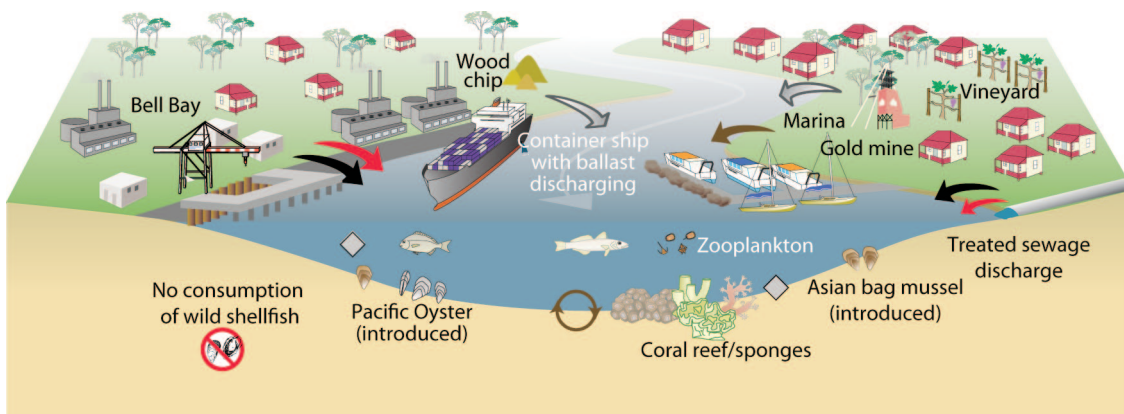 Wood
chip
Bell Bay
Vineyard
Marina
Gold mine
Container ship
with ballast
discharging
Zooplankton
Treated sewage
discharge
No consumption
of wild shellfish
Pacific Oyster
(introduced)
Asian bag mussel
(introduced)
Coral reef/sponges